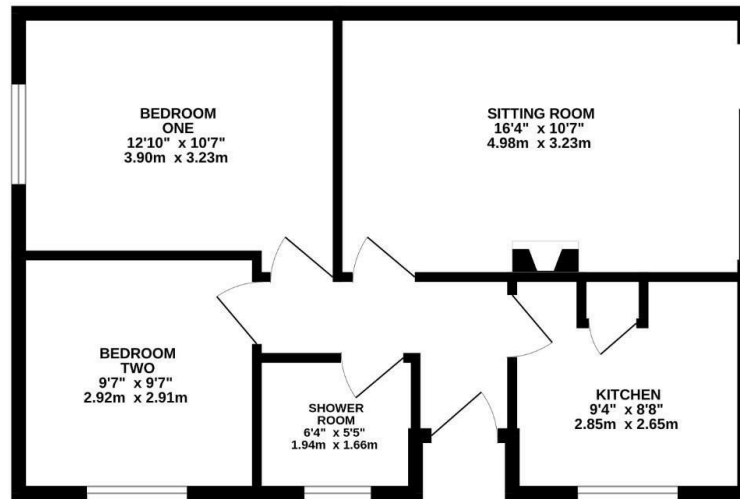 BEDROOM
ONE
12'10" x 10'7"
3.90m x 3.23m
SITTING ROOM
16'4" x 10'7"
4.98m x 3.23m
BEDROOM
TWO
9'7" x 9'7"
2.92m x 2.91m
SHOWER
ROOM
6'4" x 5'5"
1.94m x 1.66m
KITCHEN
9'4" x 8'8"
2.85m x 2.65m